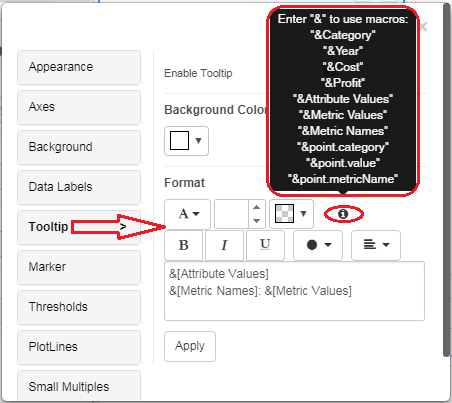 Enter "&" to use macros:
"&Category"
"&Year"
"&Cost"
"&Profit"
"&Attribute Values"
"&Metric Values"
"&Metric Names"
"&point.category"
"&point.value"
"&point.metricName"
×
Appearance
Axes
Background
Data Labels
Tooltip >
Marker
Thresholds
PlotLines
Small Multiples
Enable Tooltip
Background Color
Format
A
B I U
&[Attribute Values]
&[Metric Names]: &[Metric Values]
Apply